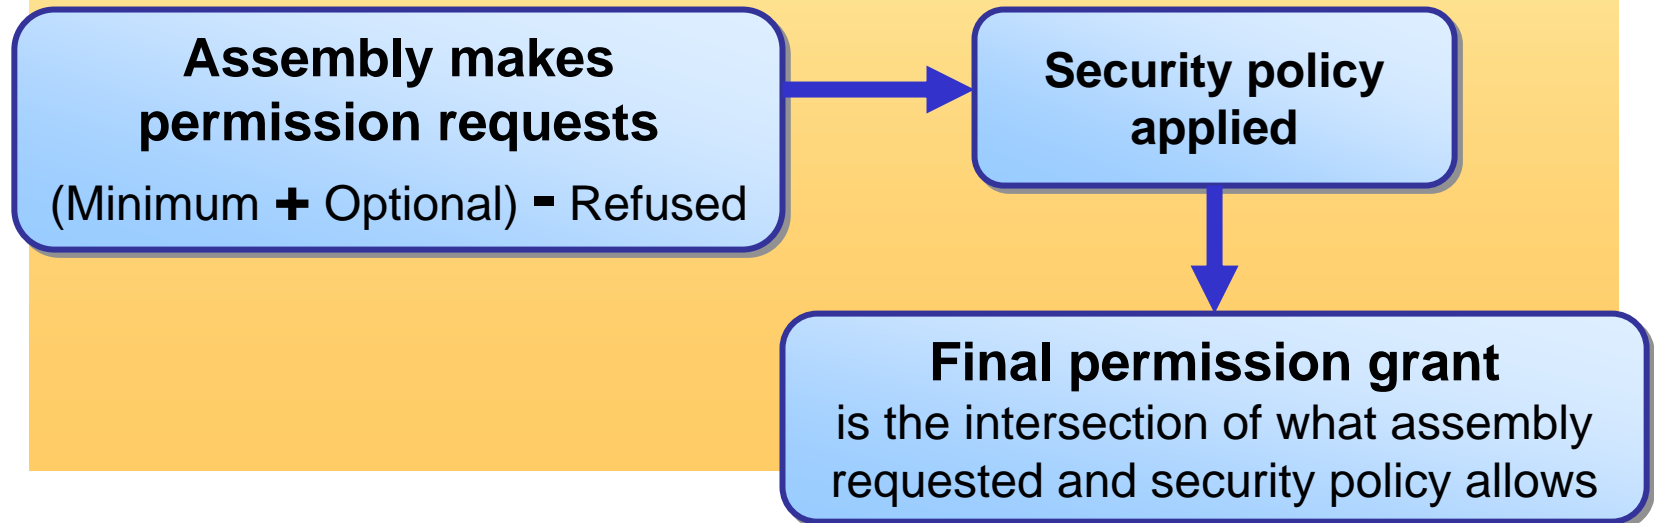 Assembly makes
permission requests
(Minimum + Optional) - Refused
Security policy
applied
Final permission grant
is the intersection of what assembly
requested and security policy allows